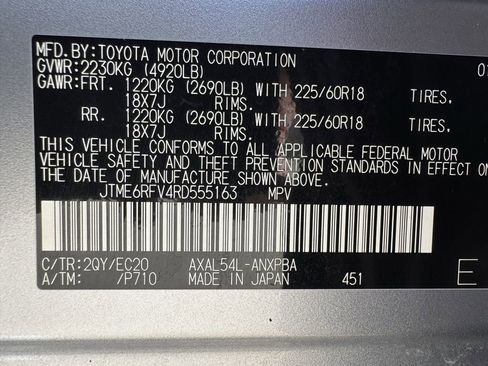 MFD.BY:TOYOTA MOTOR CORPORATION 01
GVWR:2230KG (4920LB)
GAWR:FRT. 1220KG (2690LB) WITH 225/60R18 TIRES,
18X7J RIMS.
RR. 1220KG (2690LB) WITH 225/60R18 TIRES,
18X7J RIMS.
THIS VEHICLE CONFORMS TO ALL APPLICABLE FEDERAL MOTOR
VEHICLE SAFETY AND THEFT PREVENTION STANDARDS IN EFFECT ON
THE DATE OF MANUFACTURE SHOWN ABOVE.
JTME6RFV4RD555163 MPV
C/TR:2QY/EC20 AXAL54L-ANXPBA E
A/TM: /P710 MADE IN JAPAN 451